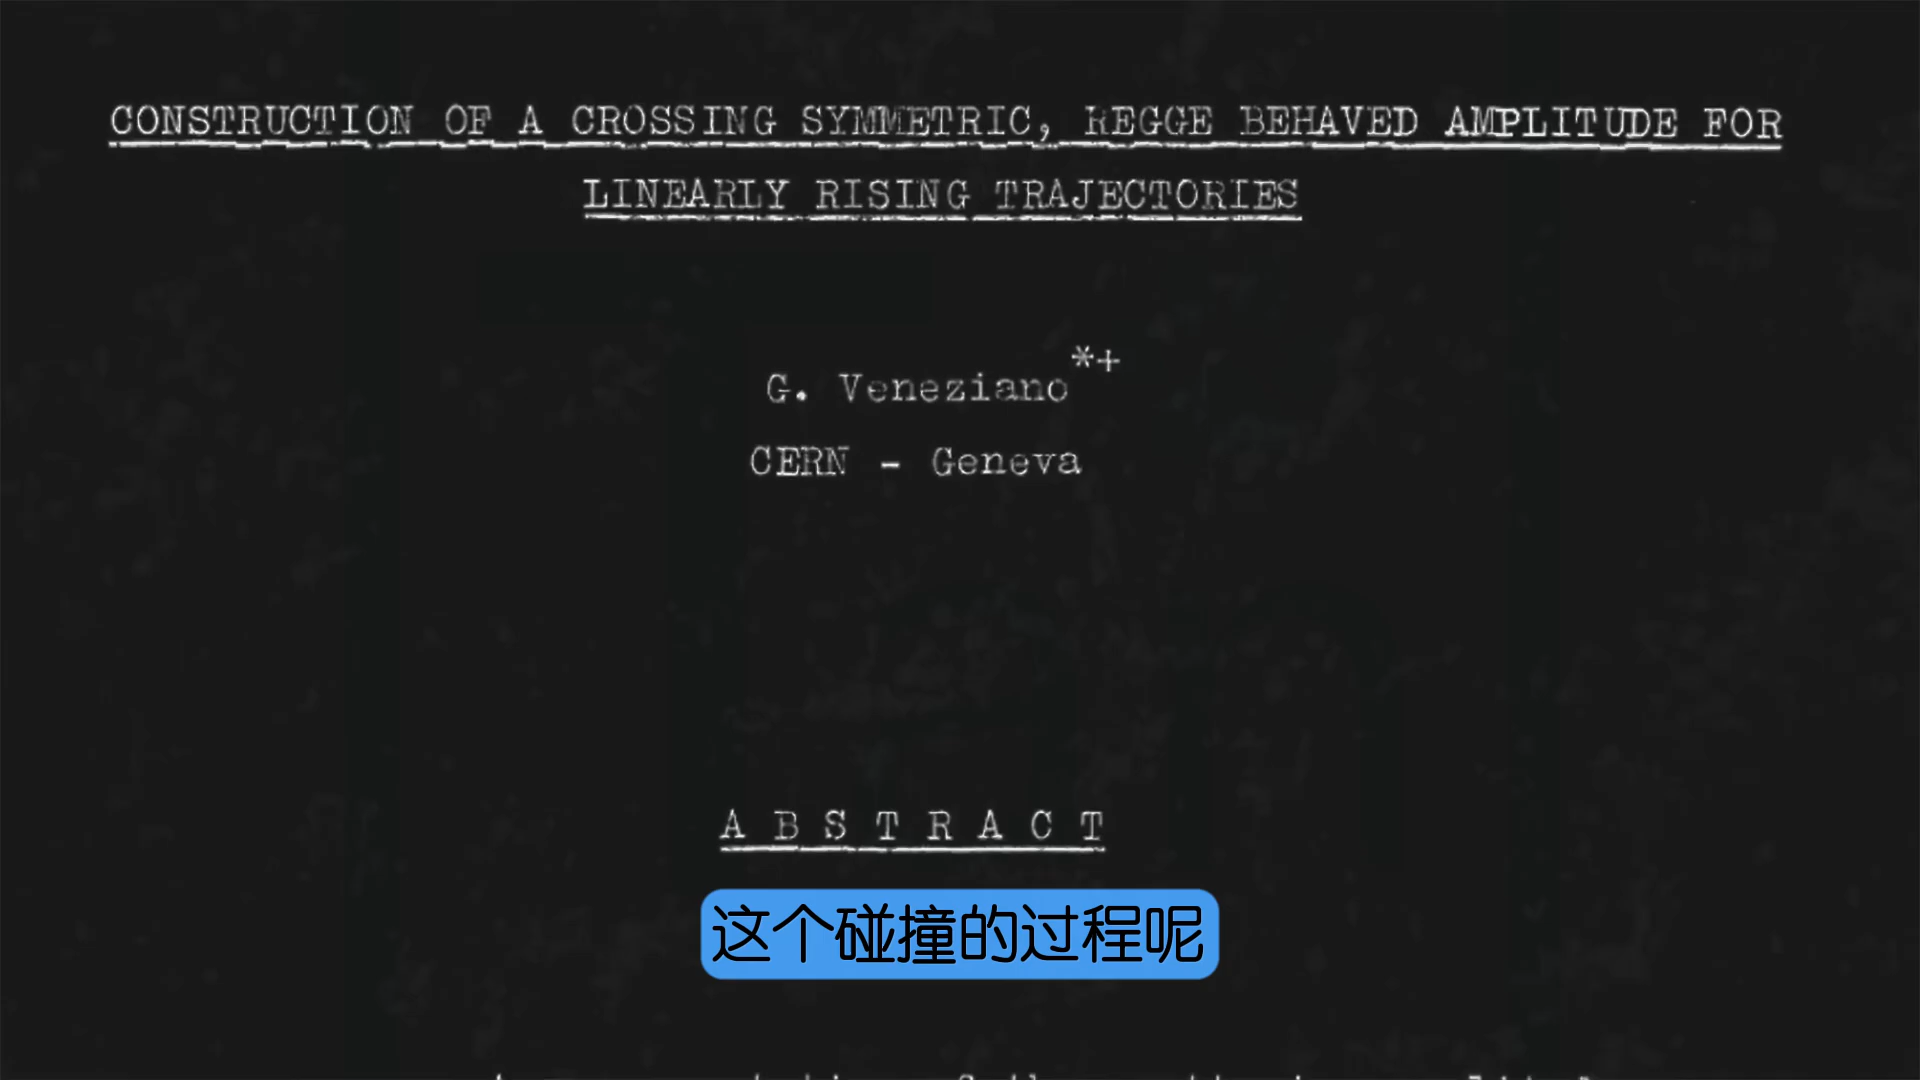 CONSTRUCTION OF A CROSSING SYMMETRIC, REGGE BEHAVED AMPLITUDE FOR
LINEARLY RISING TRAJECTORIES
G. Veneziano*+
CERN - Geneva
A B S T R A C T
这个碰撞的过程呢